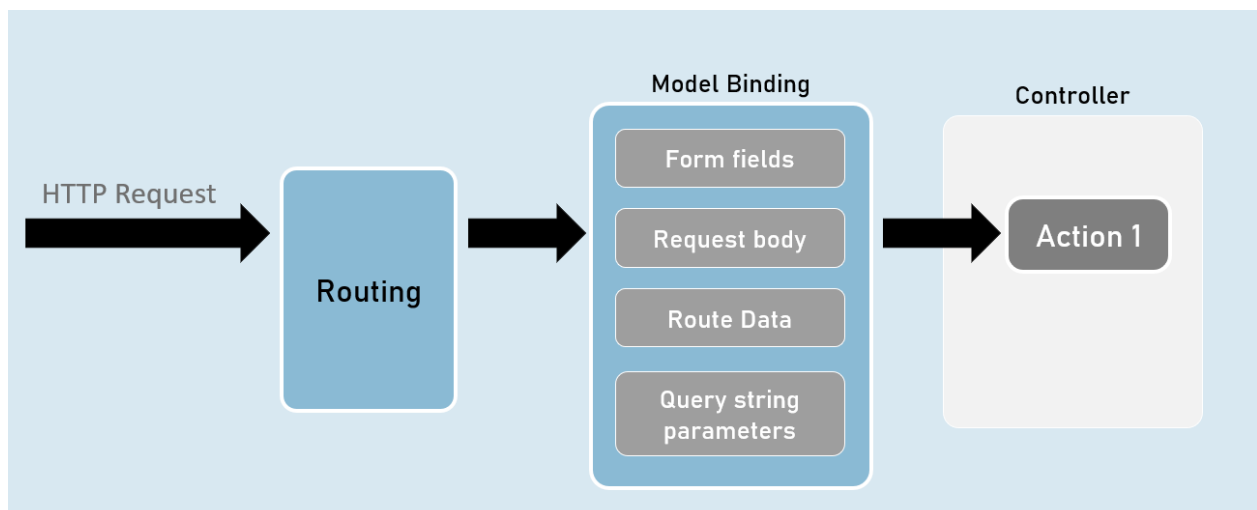 HTTP Request
Routing
Model Binding
Form fields
Request body
Route Data
Query string
parameters
Controller
Action 1